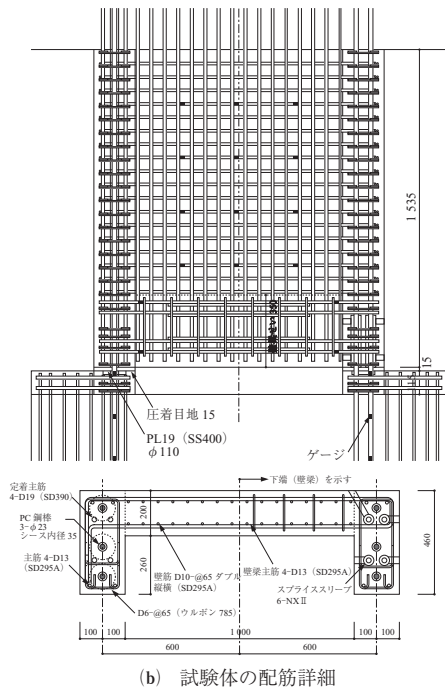 1 535
15
圧着目地 15
PL19 (SS400)
φ110
ゲージ
定着主筋
4-D19 (SD390)
PC 鋼棒
3-φ23
シース内径 35
主筋 4-D13
(SD295A)
下端 (壁梁) を示す
200
260
460
壁筋 D10-@65 ダブル
縦横 (SD295A)
壁梁主筋 4-D13 (SD295A)
スプライススリーブ
6-NXⅡ
D6-@65 (ウルボン 785)
100 100 1 000 100 100
600 600
(b) 試験体の配筋詳細